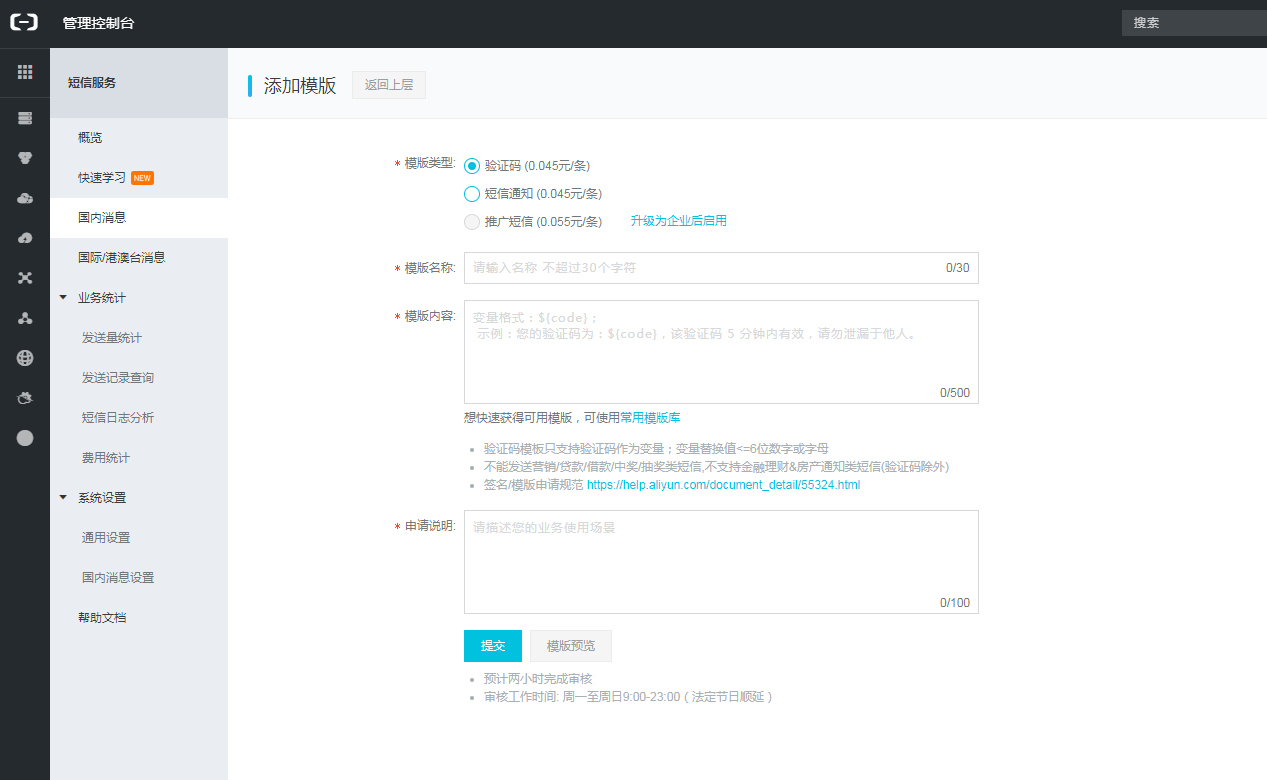 管理控制台
搜索
短信服务
概览
快速学习 NEW
国内消息
国际/港澳台消息
业务统计
发送量统计
发送记录查询
短信日志分析
费用统计
系统设置
通用设置
国内消息设置
帮助文档
添加模版 返回上层
* 模版类型: 验证码 (0.045元/条)
短信通知 (0.045元/条)
推广短信 (0.055元/条) 升级为企业后启用
* 模版名称: 请输入名称 不超过30个字符 0/30
* 模版内容: 变量格式：${code}；
示例：您的验证码为：${code}，该验证码 5 分钟内有效，请勿泄漏于他人。
0/500
想快速获得可用模版，可使用常用模版库
• 验证码模板只支持验证码作为变量；变量替换值<=6位数字或字母
• 不能发送营销/贷款/借款/中奖/抽奖类短信,不支持金融理财&房产通知类短信(验证码除外)
• 签名/模版申请规范 https://help.aliyun.com/document_detail/55324.html
* 申请说明: 请描述您的业务使用场景
0/100
提交 模版预览
• 预计两小时完成审核
• 审核工作时间: 周一至周日9:00-23:00（法定节日顺延）